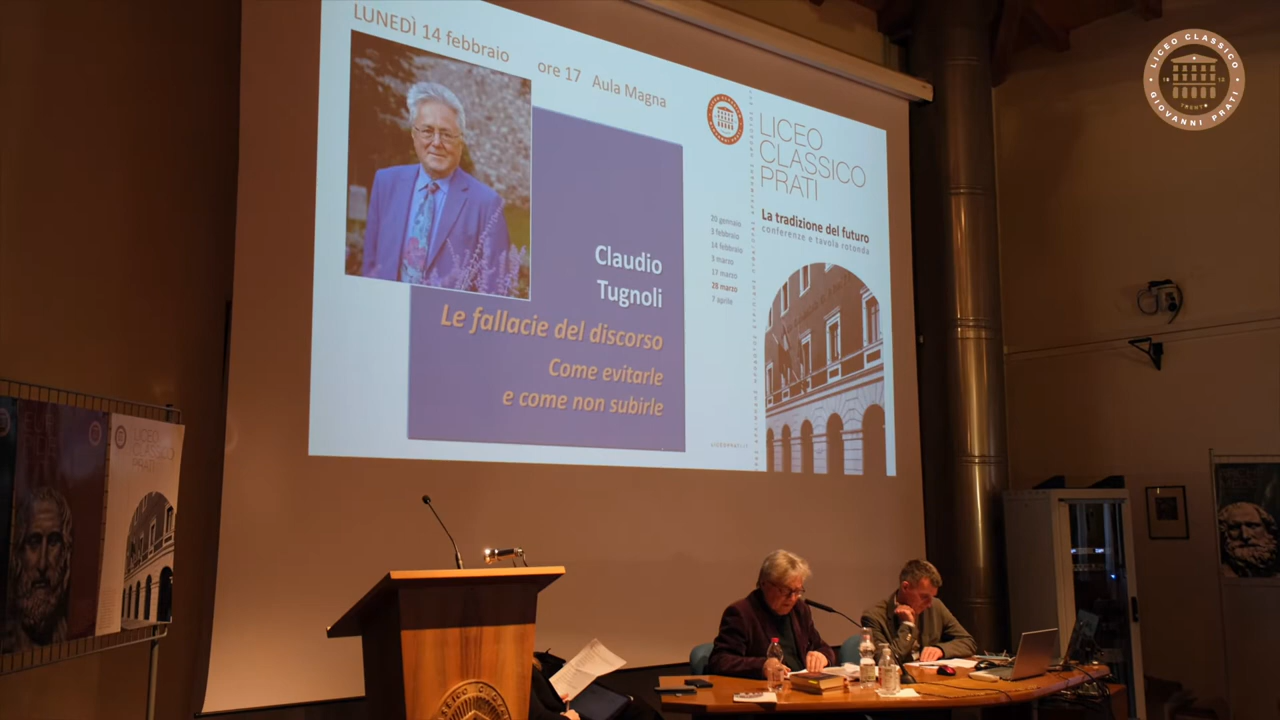 LUNEDÌ 14 febbraio ore 17 Aula Magna
Claudio
Tugnoli
Le fallacie del discorso
Come evitarle
e come non subirle
LICEO
CLASSICO
PRATI
La tradizione del futuro
conferenze e tavola rotonda
20 gennaio
3 febbraio
14 febbraio
3 marzo
17 marzo
28 marzo
7 aprile
LICEO CLASSICO
GIOVANNI PRATI
TRENTO
LICEO
CLASSICO
PRATI